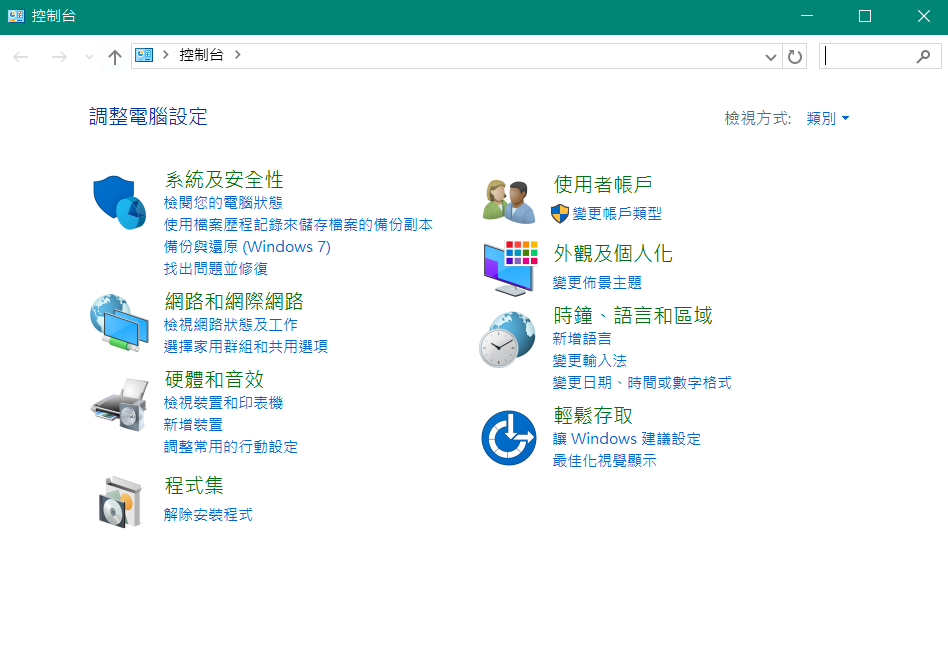 控制台
控制台
調整電腦設定
檢視方式: 類別
系統及安全性
檢閱您的電腦狀態
使用檔案歷程記錄來儲存檔案的備份副本
備份與還原 (Windows 7)
找出問題並修復
網路和網際網路
檢視網路狀態及工作
選擇家用群組和共用選項
硬體和音效
檢視裝置和印表機
新增裝置
調整常用的行動設定
程式集
解除安裝程式
使用者帳戶
變更帳戶類型
外觀及個人化
變更佈景主題
時鐘、語言和區域
新增語言
變更輸入法
變更日期、時間或數字格式
輕鬆存取
讓 Windows 建議設定
最佳化視覺顯示